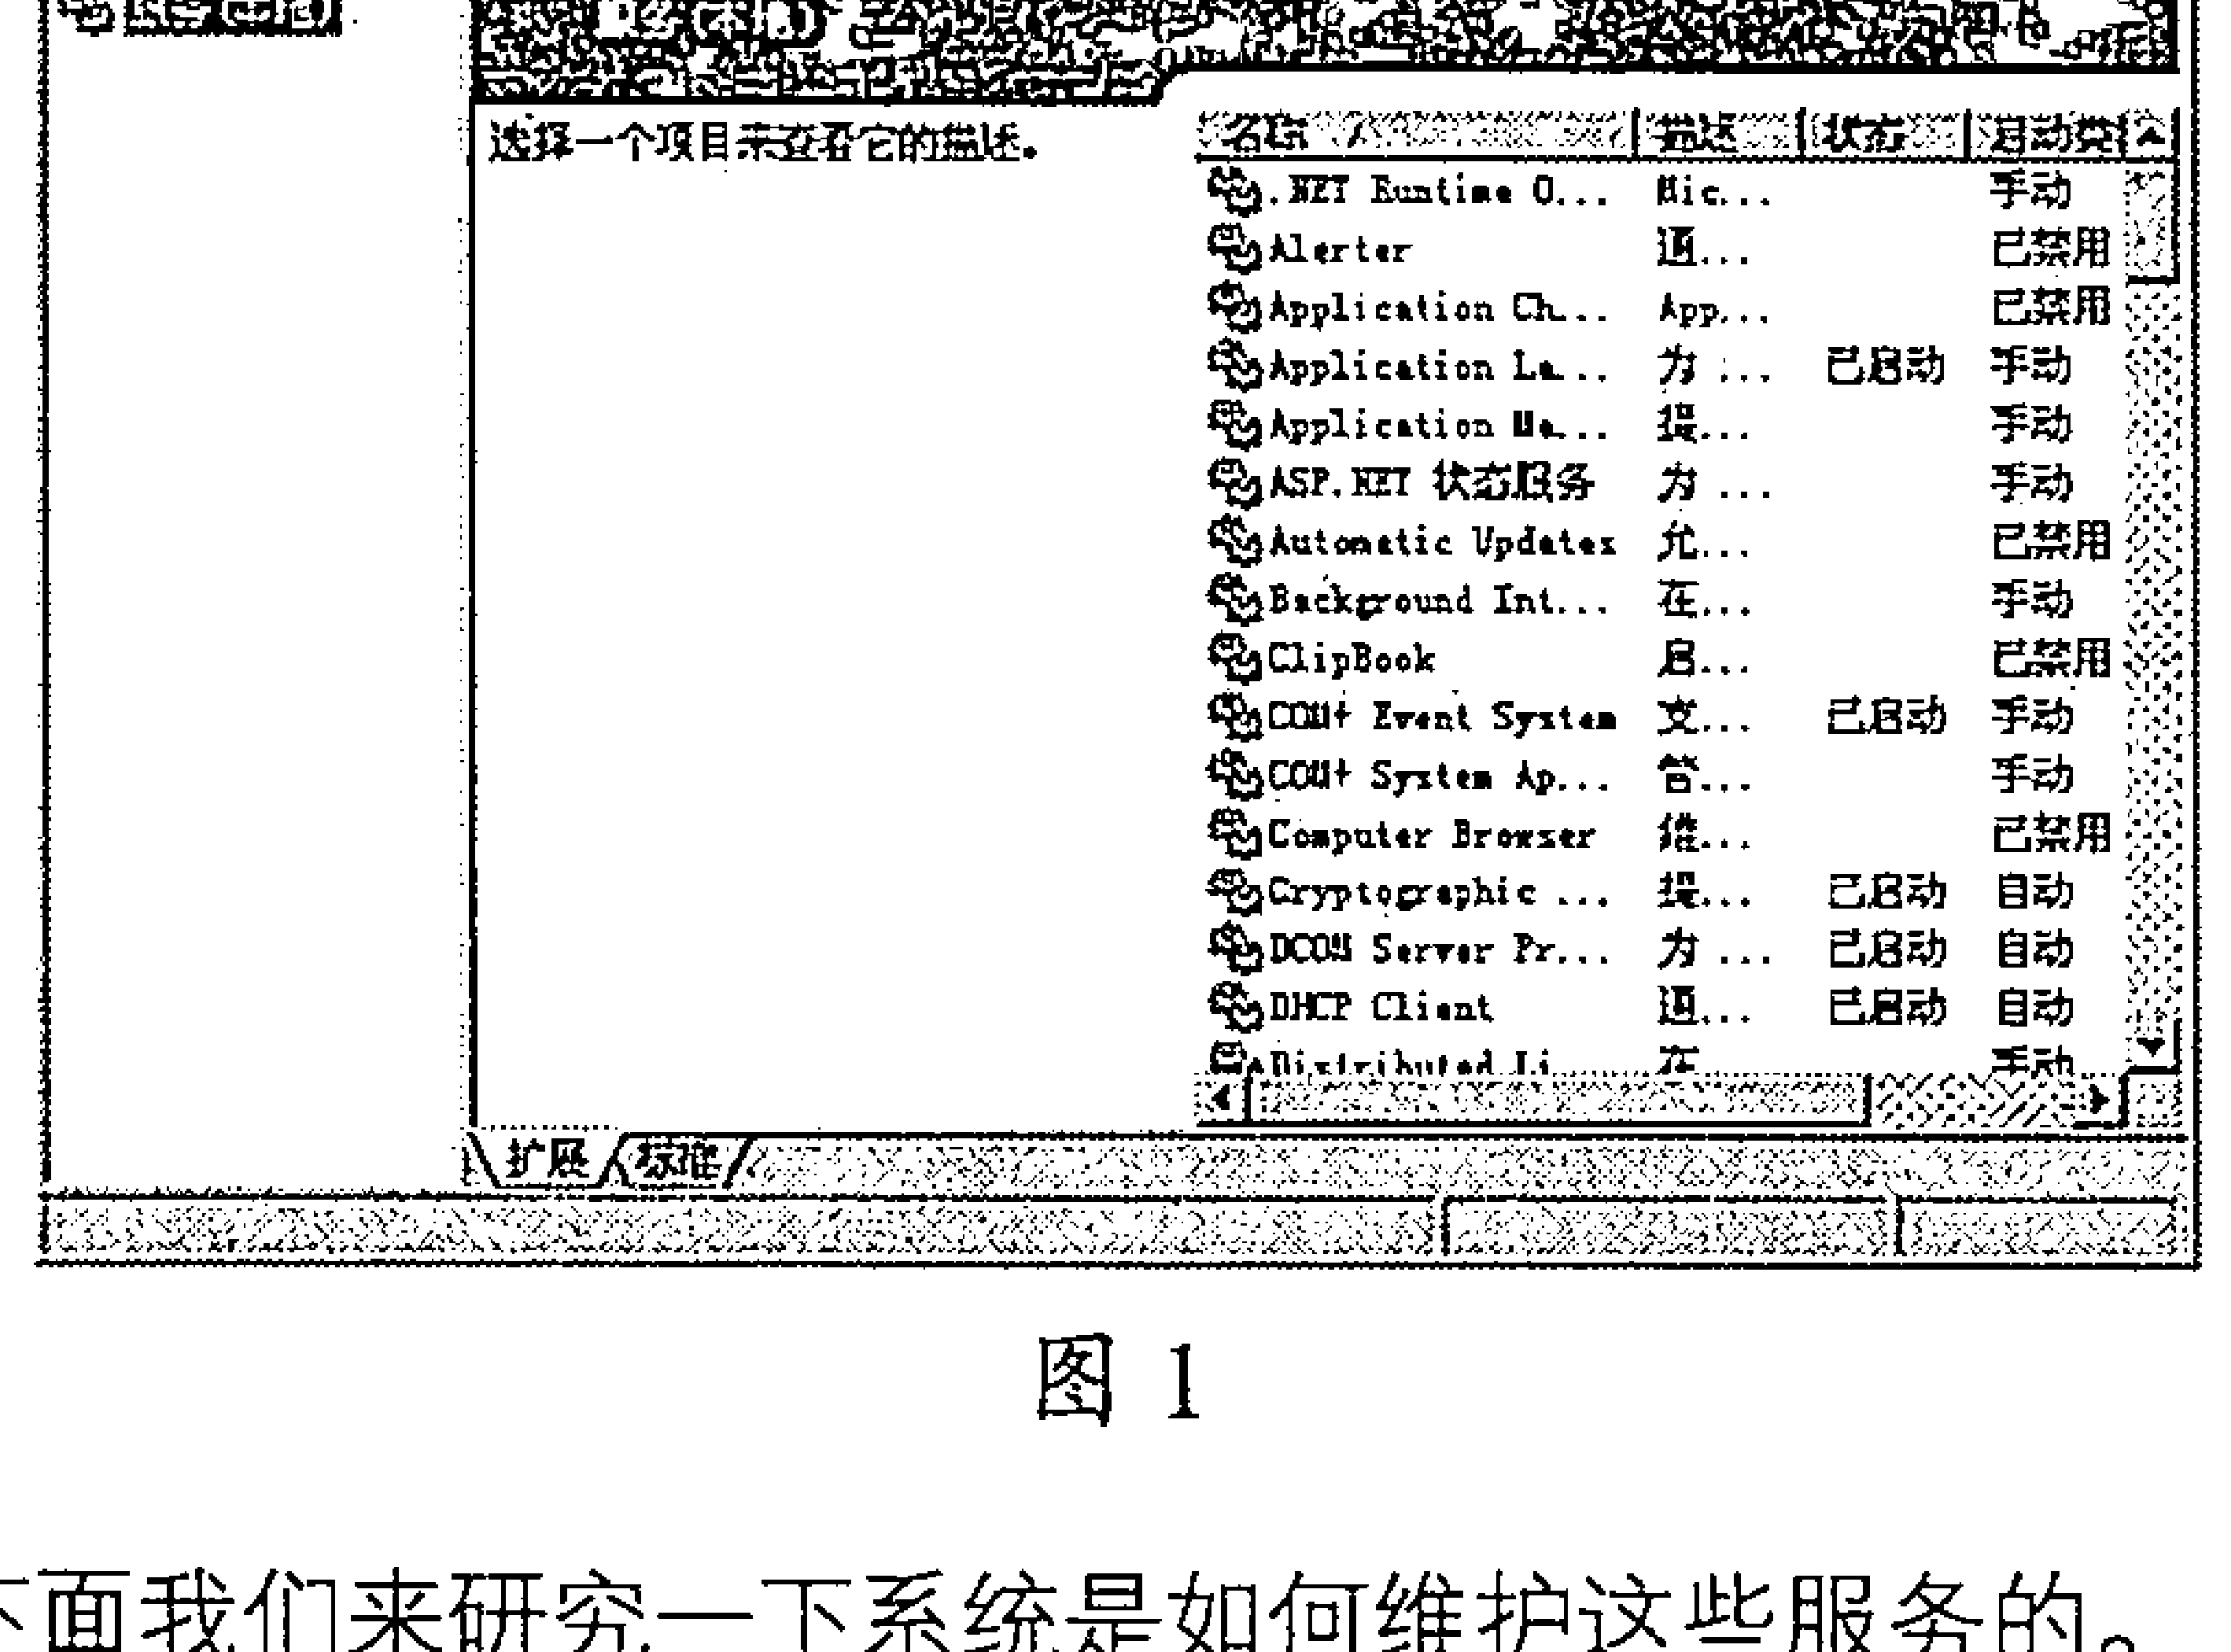 选择一个项目来查看它的描述。
名称 描述 状态 启动类
.NET Runtime O... Mic... 手动
Alerter 通... 已禁用
Application Ch... App... 已禁用
Application La... 为 ... 已启动 手动
Application Ma... 提... 手动
ASP.NET 状态服务 为 ... 手动
Automatic Updates 允... 已禁用
Background Int... 在... 手动
ClipBook 启... 已禁用
COM+ Event System 支... 已启动 手动
COM+ System Ap... 管... 手动
Computer Browser 维... 已禁用
Cryptographic ... 提... 已启动 自动
DCOM Server Pr... 为 ... 已启动 自动
DHCP Client 通... 已启动 自动
Distributed Li... 在 手动
扩展 标准
图 1
下面我们来研究一下系统是如何维护这些服务的。